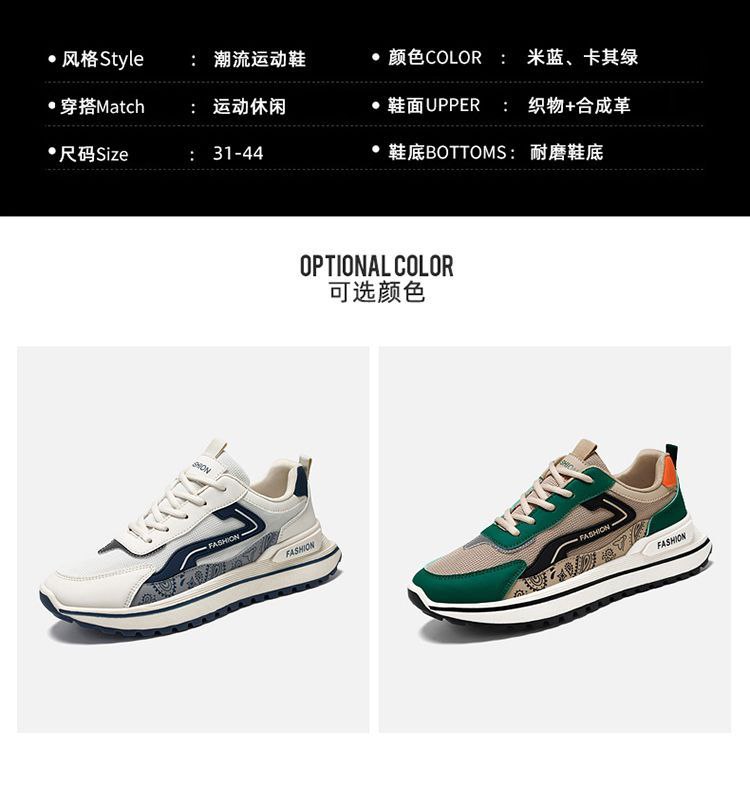 •风格Style : 潮流运动鞋
•颜色COLOR : 米蓝、卡其绿
•穿搭Match : 运动休闲
•鞋面UPPER : 织物+合成革
•尺码Size : 31-44
•鞋底BOTTOMS: 耐磨鞋底
OPTIONAL COLOR
可选颜色
FASHION
FASHION
FASHION
FASHION